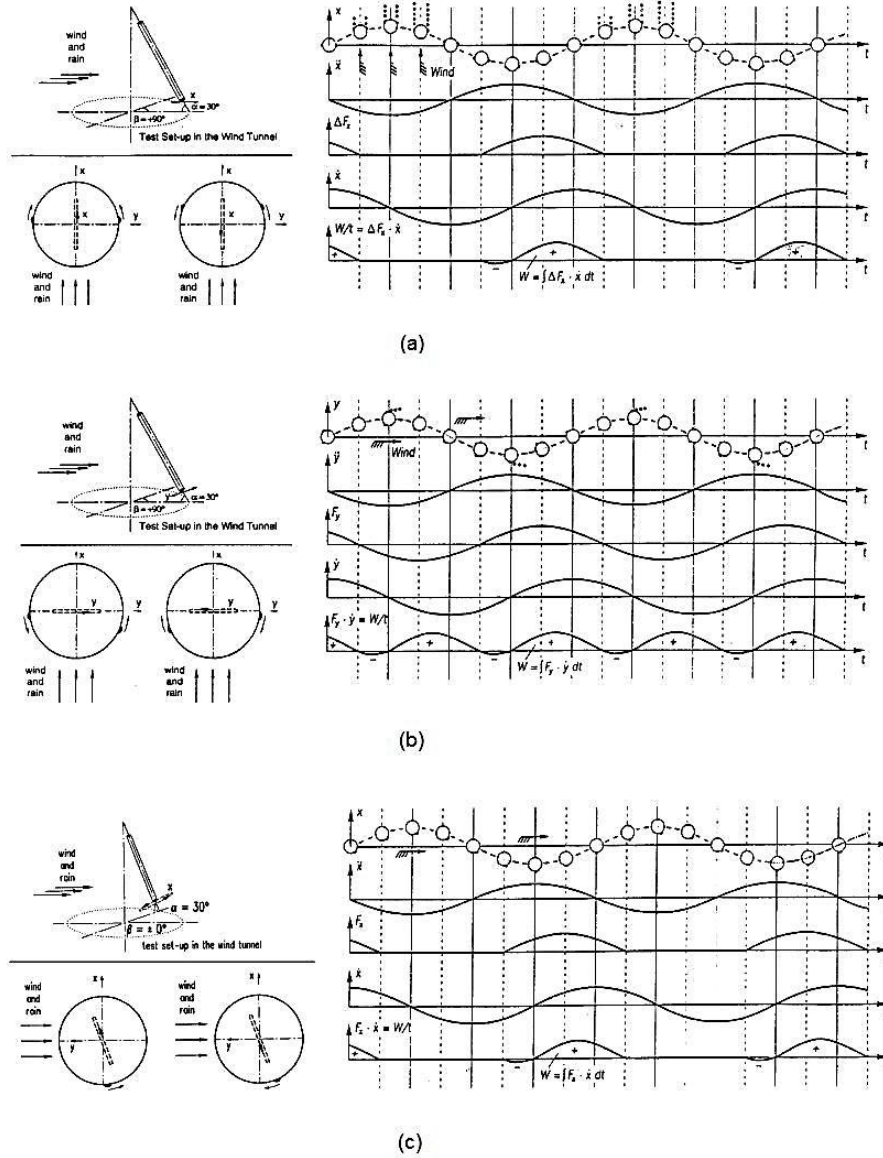 wind
and
rain
x
α=30°
β=+90°
Test Set-up in the Wind Tunnel
x
x
y
x
x
y
wind
and
rain
wind
and
rain
x
t
Wind
ẍ
t
ΔFₓ
t
ẋ
t
W/t = ΔFₓ · ẋ
+
−
+
−
+
t
W = ∫ ΔFₓ · ẋ dt
(a)
wind
and
rain
y
α=30°
β=+90°
Test Set-up in the Wind Tunnel
x
y
y
x
y
y
wind
and
rain
wind
and
rain
y
t
Wind
ÿ
t
F_y
t
ẏ
t
F_y · ẏ = W/t
+
−
+
−
+
−
+
−
+
t
W = ∫ F_y · ẏ dt
(b)
wind
and
rain
x
α = 30°
β = ± 0°
test set-up in the wind tunnel
wind
and
rain
x
y
wind
and
rain
x
y
x
ẍ
Fₓ
ẋ
Fₓ · ẋ = W/t
+
−
+
−
+
W = ∫ Fₓ · ẋ dt
(c)